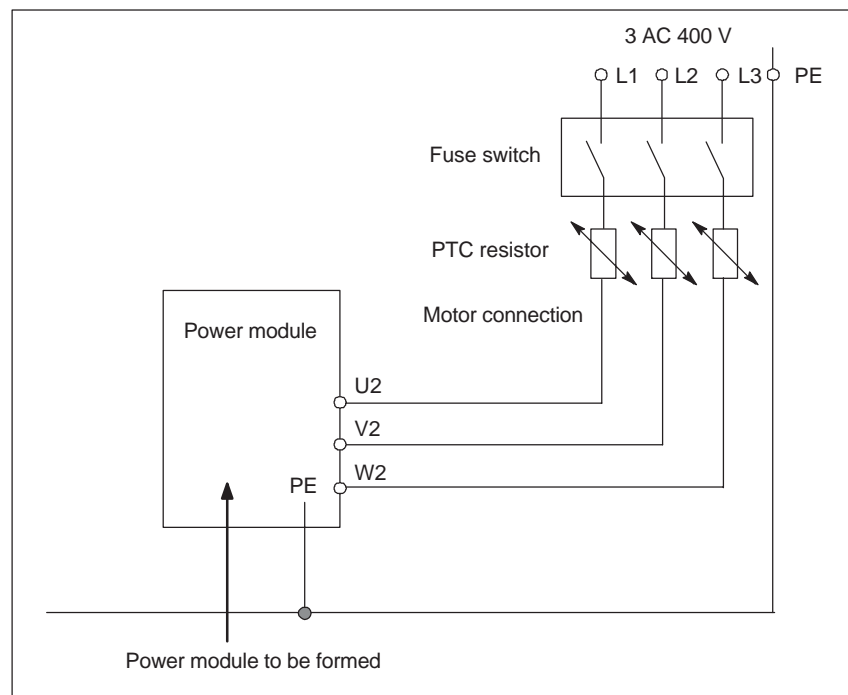 3 AC 400 V
L1 L2 L3 PE
Fuse switch
PTC resistor
Motor connection
Power module
U2
V2
W2
PE
Power module to be formed